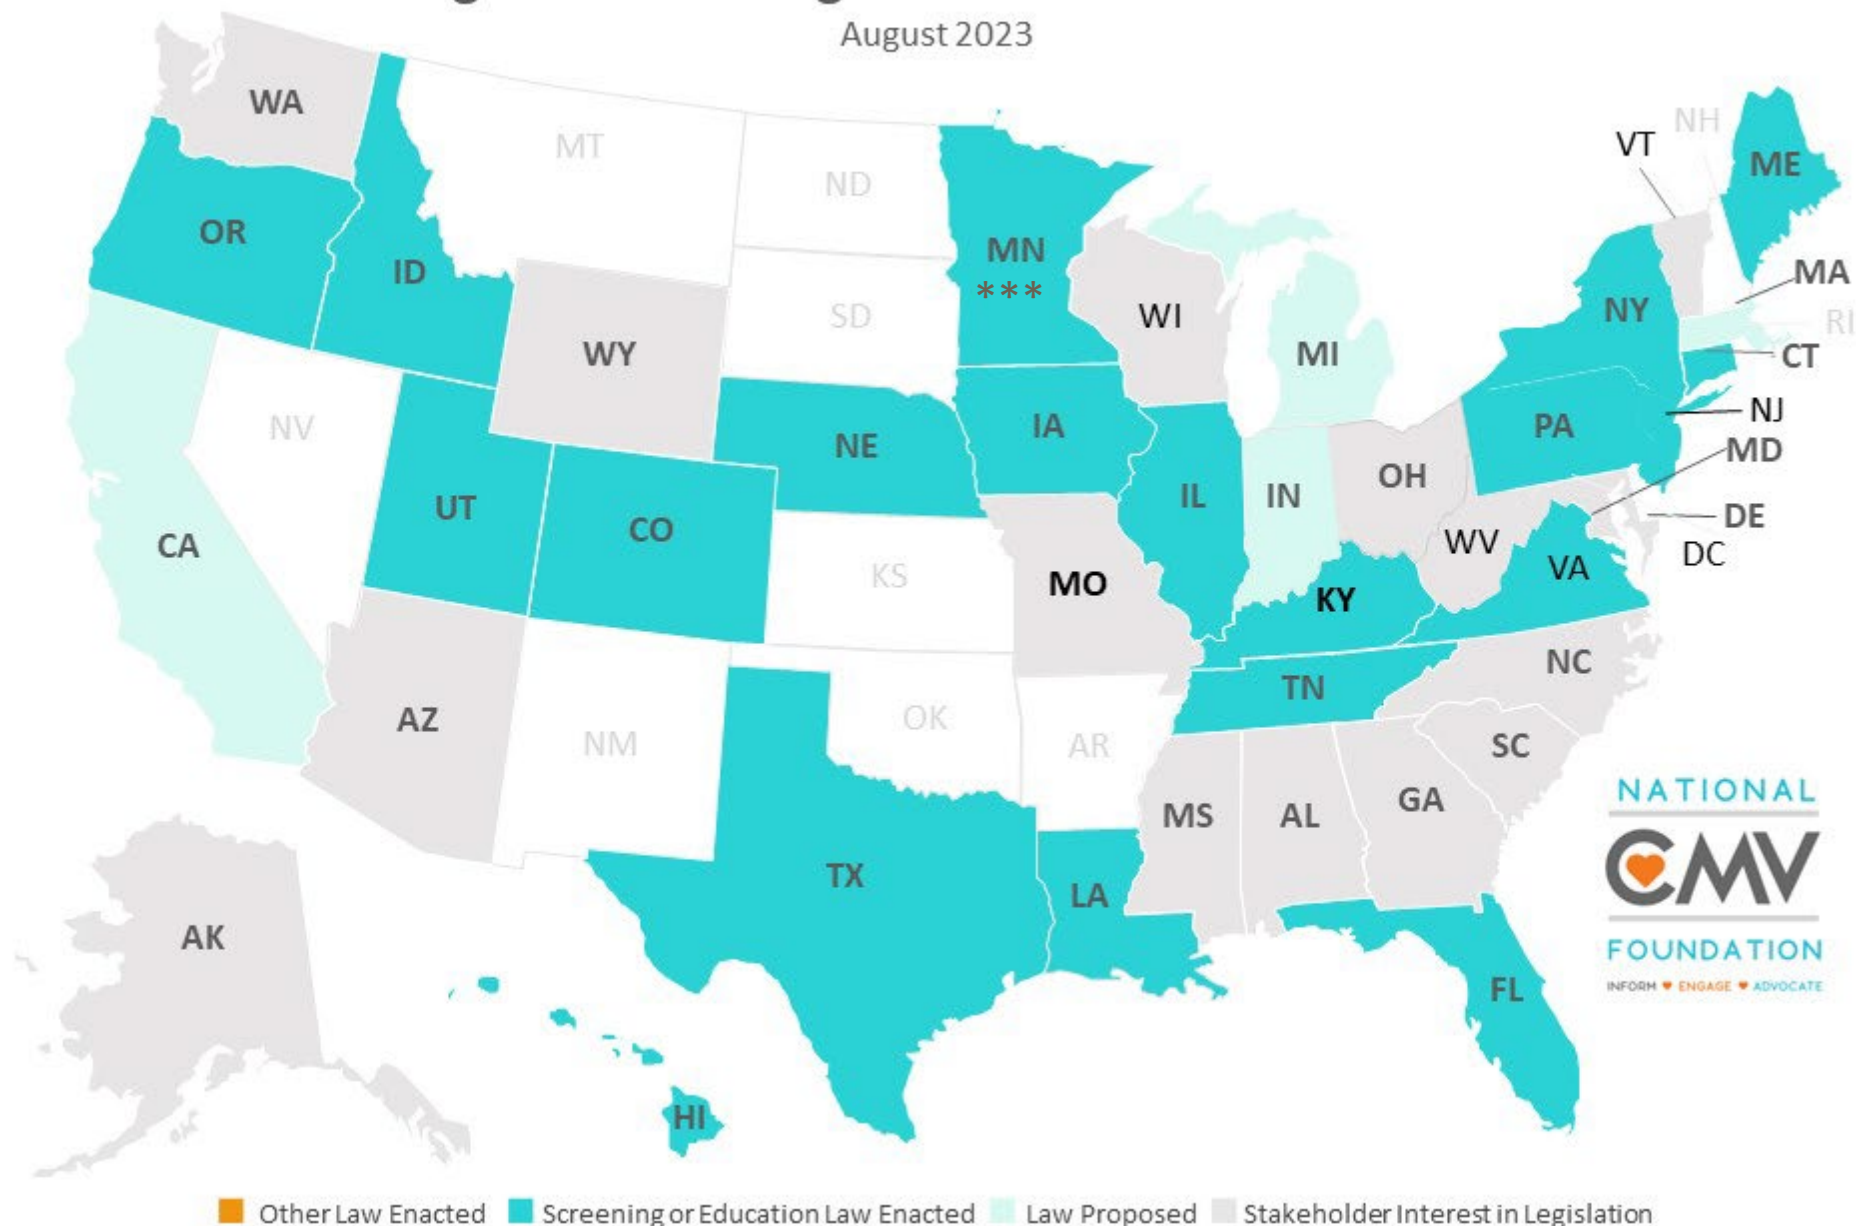 August 2023
WA
MT
ND
MN
***
VT
NH
ME
OR
ID
SD
WI
MI
NY
MA
RI
CT
WY
NV
NE
IA
PA
NJ
MD
UT
CO
IL
IN
OH
DE
DC
CA
KS
MO
WV
VA
KY
AZ
NM
OK
AR
TN
NC
SC
MS
AL
GA
TX
LA
AK
FL
HI
NATIONAL
CMV
FOUNDATION
INFORM ♥ ENGAGE ♥ ADVOCATE
Other Law Enacted
Screening or Education Law Enacted
Law Proposed
Stakeholder Interest in Legislation